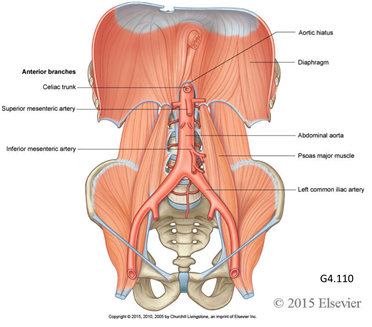 Aortic hiatus
Diaphragm
Anterior branches
Celiac trunk
Superior mesenteric artery
Abdominal aorta
Inferior mesenteric artery
Psoas major muscle
Left common iliac artery
G4.110
© 2015 Elsevier
Copyright © 2015, 2010, 2005 by Churchill Livingstone, an imprint of Elsevier Inc.